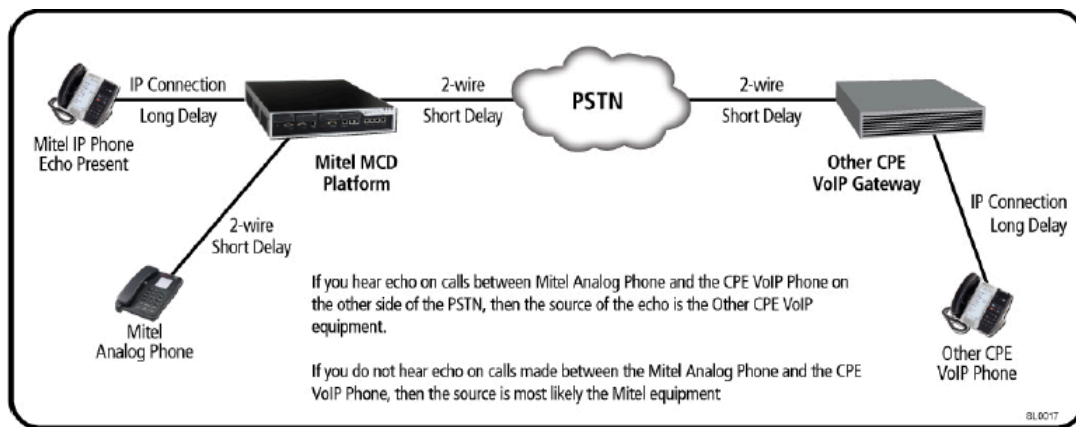 IP Connection
Long Delay
Mitel IP Phone
Echo Present
2-wire
Short Delay
Mitel MCD
Platform
PSTN
2-wire
Short Delay
Other CPE
VoIP Gateway
2-wire
Short Delay
IP Connection
Long Delay
Mitel
Analog Phone
If you hear echo on calls between Mitel Analog Phone and the CPE VoIP Phone on
the other side of the PSTN, then the source of the echo is the Other CPE VoIP
equipment.
If you do not hear echo on calls made between the Mitel Analog Phone and the CPE
VoIP Phone, then the source is most likely the Mitel equipment
Other CPE
VoIP Phone
SL0017